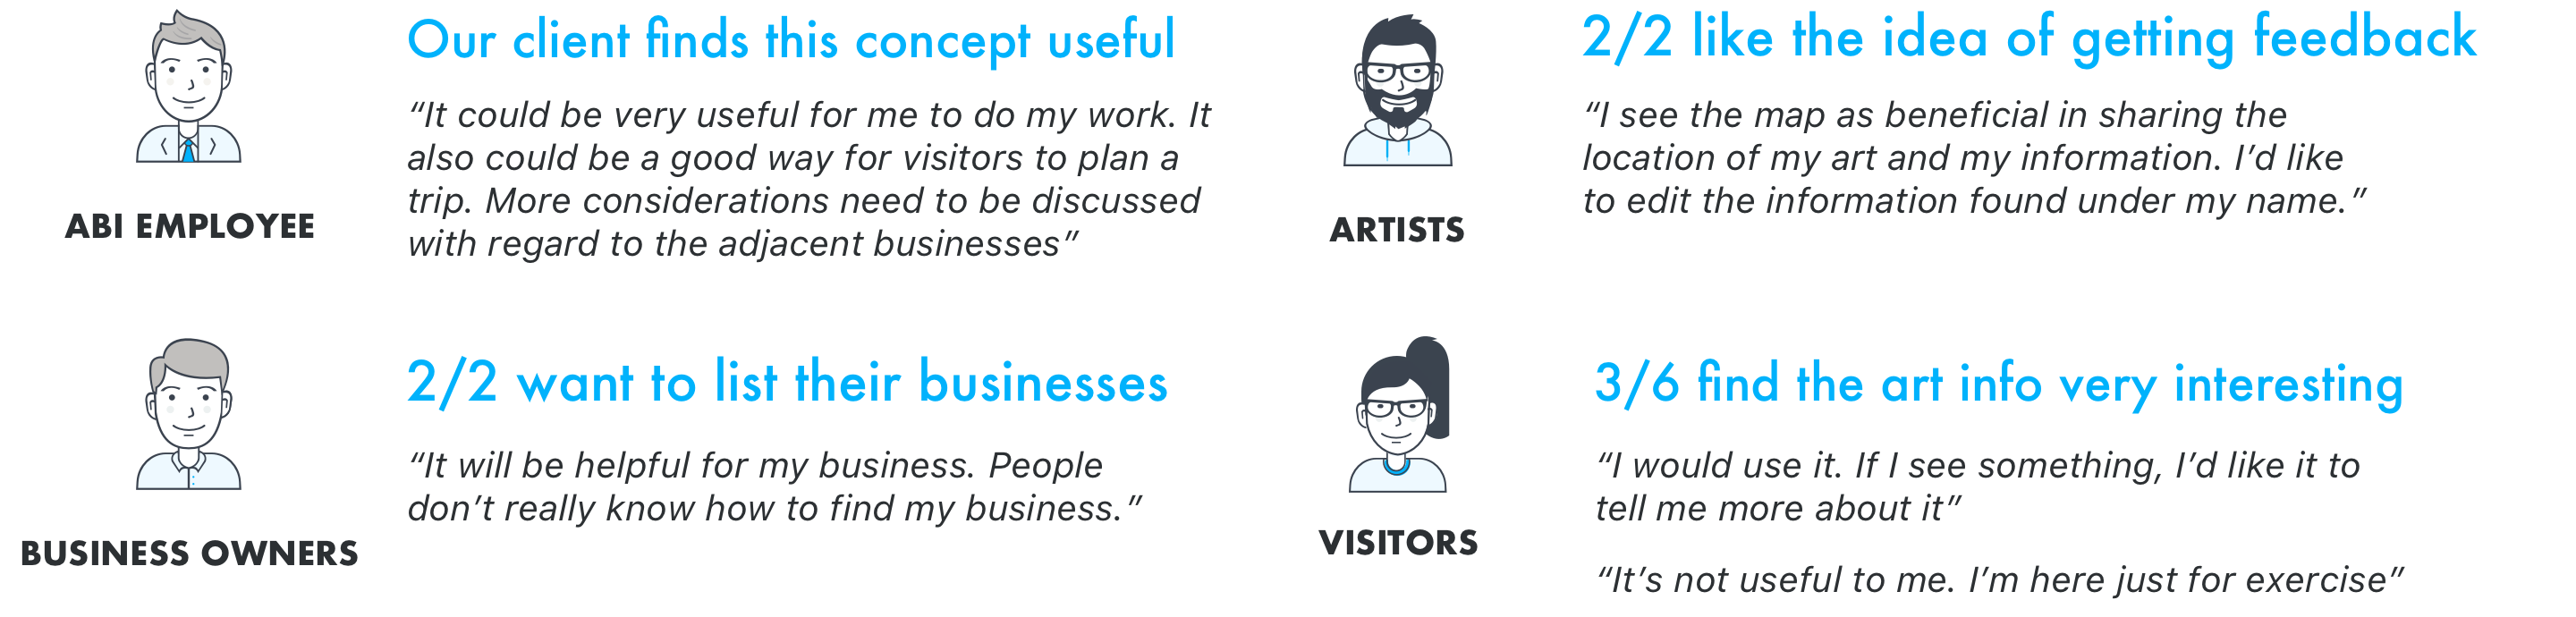 Our client finds this concept useful
“It could be very useful for me to do my work. It
also could be a good way for visitors to plan a
trip. More considerations need to be discussed
with regard to the adjacent businesses”
ABI EMPLOYEE
2/2 like the idea of getting feedback
“I see the map as beneficial in sharing the
location of my art and my information. I’d like
to edit the information found under my name.”
ARTISTS
2/2 want to list their businesses
“It will be helpful for my business. People
don’t really know how to find my business.”
BUSINESS OWNERS
3/6 find the art info very interesting
“I would use it. If I see something, I’d like it to
tell me more about it”
VISITORS
“It’s not useful to me. I’m here just for exercise”